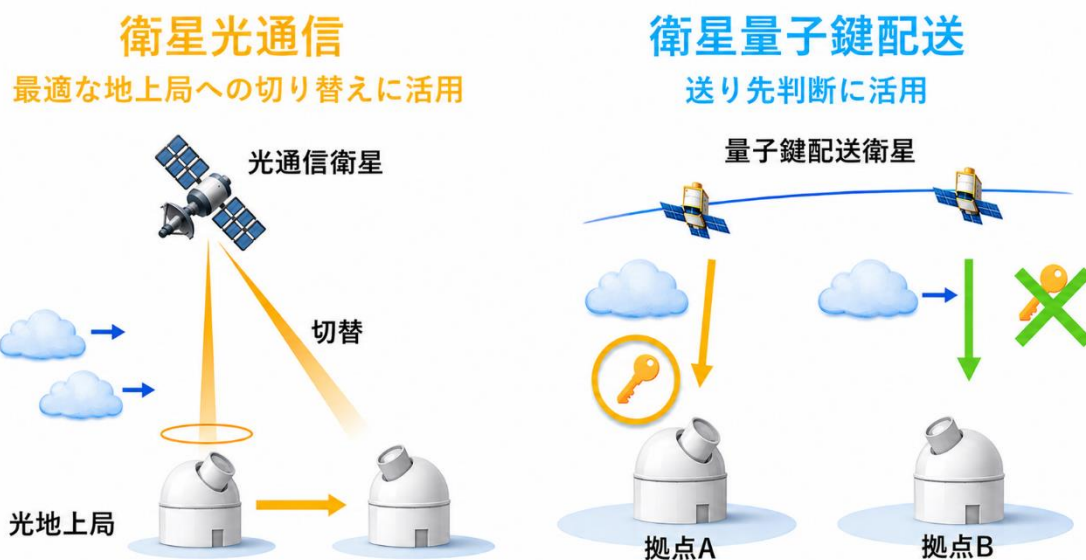 衛星光通信
最適な地上局への切り替えに活用
光通信衛星
切替
光地上局
衛星量子鍵配送
送り先判断に活用
量子鍵配送衛星
拠点A
拠点B